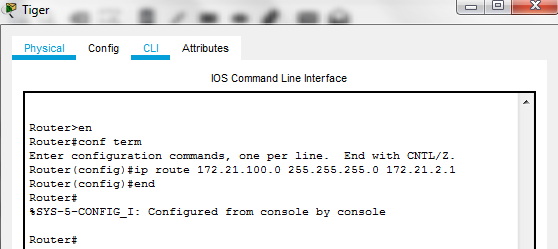 Tiger
Physical Config CLI Attributes
IOS Command Line Interface
Router>en
Router#conf term
Enter configuration commands, one per line.  End with CNTL/Z.
Router(config)#ip route 172.21.100.0 255.255.255.0 172.21.2.1
Router(config)#end
Router#
%SYS-5-CONFIG_I: Configured from console by console
Router#